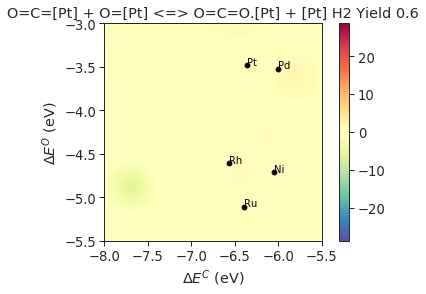 O=C=[Pt] + O=[Pt] <=> O=C=O.[Pt] + [Pt] H2 Yield 0.6
−3.0
−3.5
−4.0
−4.5
−5.0
−5.5
ΔE^O (eV)
Pt
Pd
Rh
Ni
Ru
−8.0 −7.5 −7.0 −6.5 −6.0 −5.5
ΔE^C (eV)
20
10
0
−10
−20